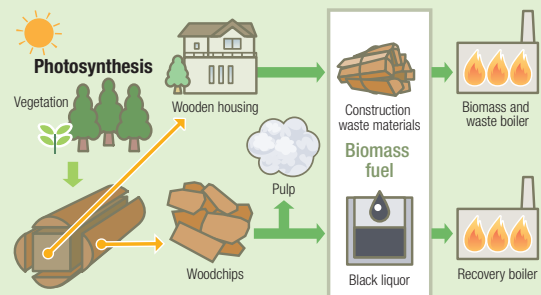 Photosynthesis
Vegetation
Wooden housing
Construction
waste materials
Biomass and
waste boiler
Biomass
fuel
Pulp
Woodchips
Black liquor
Recovery boiler